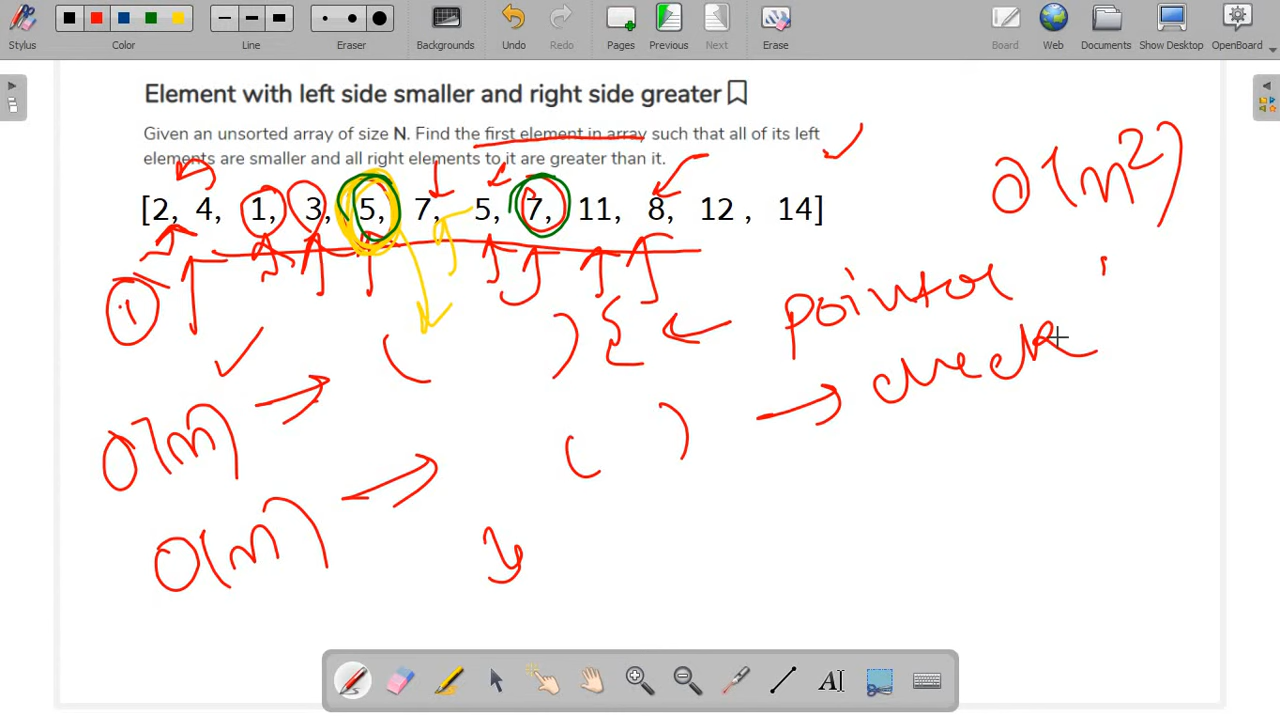 Stylus
Color
Line
Eraser
Backgrounds
Undo
Redo
Pages
Previous
Next
Erase
Board
Web
Documents
Show Desktop
OpenBoard
Element with left side smaller and right side greater
Given an unsorted array of size N. Find the first element in array such that all of its left
elements are smaller and all right elements to it are greater than it.
O(n²)
[2, 4, 1, 3, 5, 7, 5, 7, 11, 8, 12 , 14]
i
( ) {
pointer
O(n)
( )
check
O(n)
}